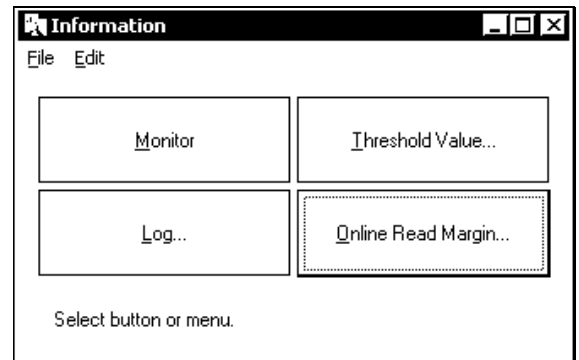 Information
File Edit
Monitor
Threshold Value...
Log...
Online Read Margin...
Select button or menu.